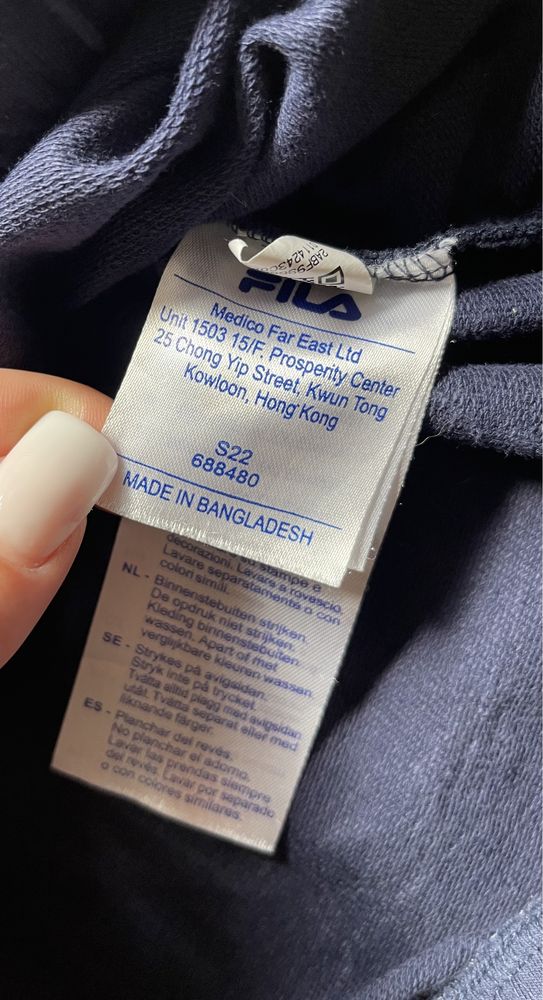 FILA
Medico Far East Ltd
Unit 1503 15/F. Prosperity Center
25 Chong Yip Street, Kwun Tong
Kowloon, Hong Kong
S22
688480
MADE IN BANGLADESH
stampe e
decorazioni. Lavare a rovescio.
Lavare separatamente o con
colori simili.
NL - Binnenstebuiten strijken.
De opdruk niet strijken.
Kleding binnenstebuiten
wassen. Apart of met
vergelijkbare kleuren wassen.
SE - Strykes på avigsidan.
Stryk inte på trycket.
Tvätta alltid plagg med avigsidan
utåt. Tvätta separat eller med
liknande färger.
ES - Planchar del revés.
No planchar el adorno.
Lavar las prendas siempre
del revés. Lavar por separado
o con colores similares.